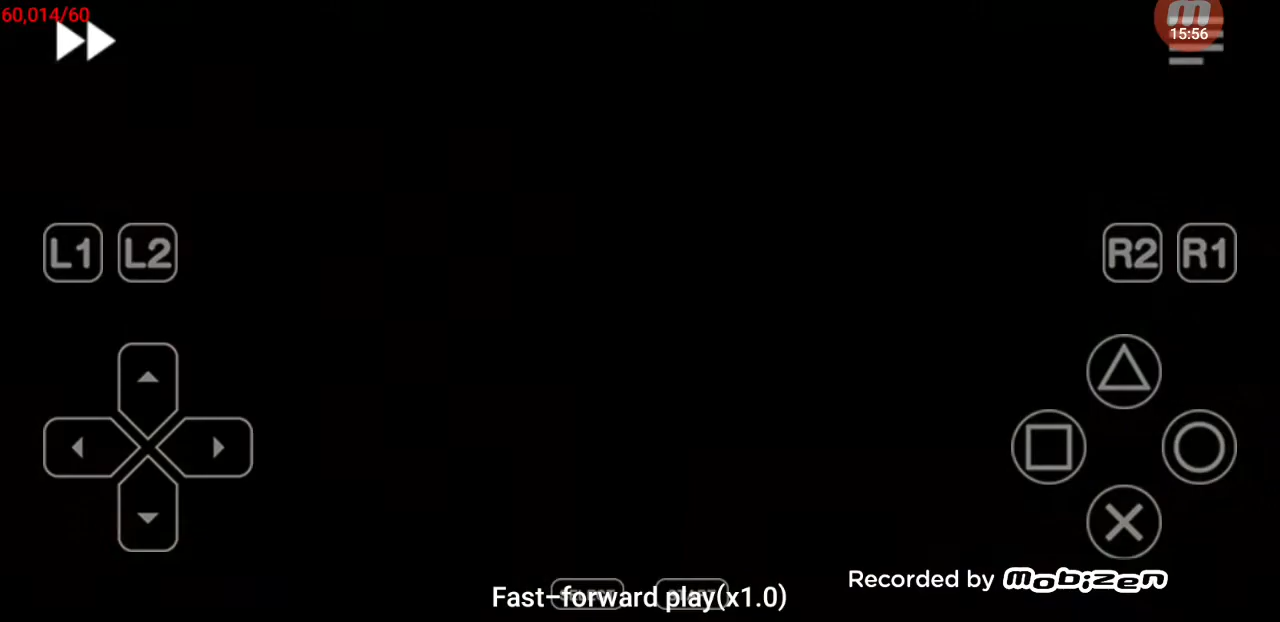 60,014/60
15:56
L1 L2 R2 R1
Fast-forward play(x1.0)
Recorded by mobizen